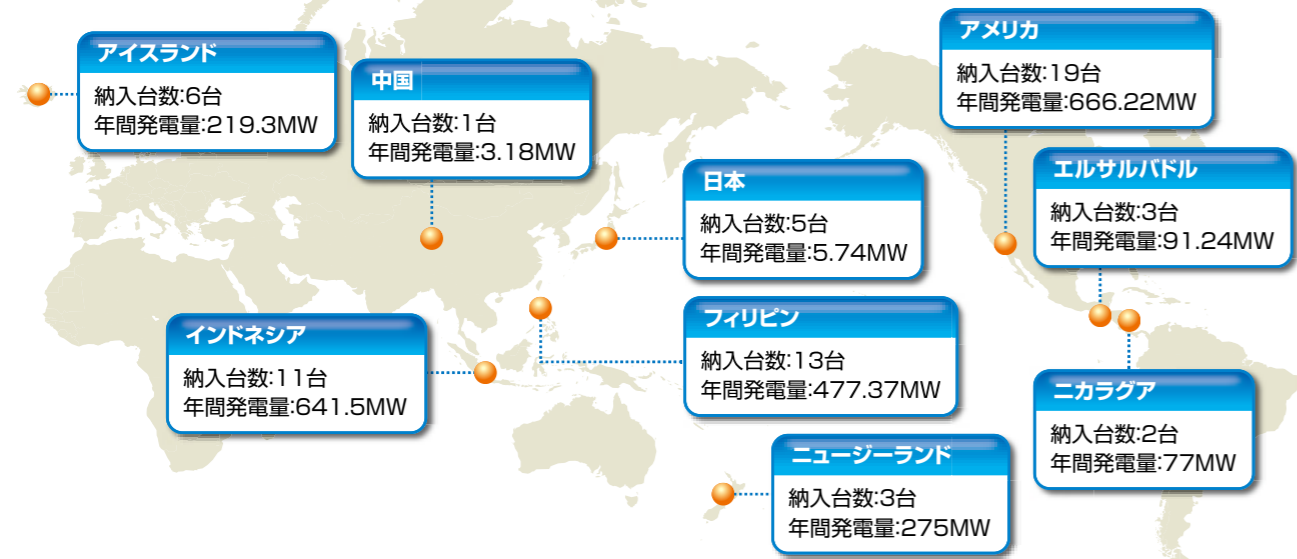 アイスランド
納入台数:6台
年間発電量:219.3MW
中国
納入台数:1台
年間発電量:3.18MW
アメリカ
納入台数:19台
年間発電量:666.22MW
日本
納入台数:5台
年間発電量:5.74MW
エルサルバドル
納入台数:3台
年間発電量:91.24MW
インドネシア
納入台数:11台
年間発電量:641.5MW
フィリピン
納入台数:13台
年間発電量:477.37MW
ニカラグア
納入台数:2台
年間発電量:77MW
ニュージーランド
納入台数:3台
年間発電量:275MW